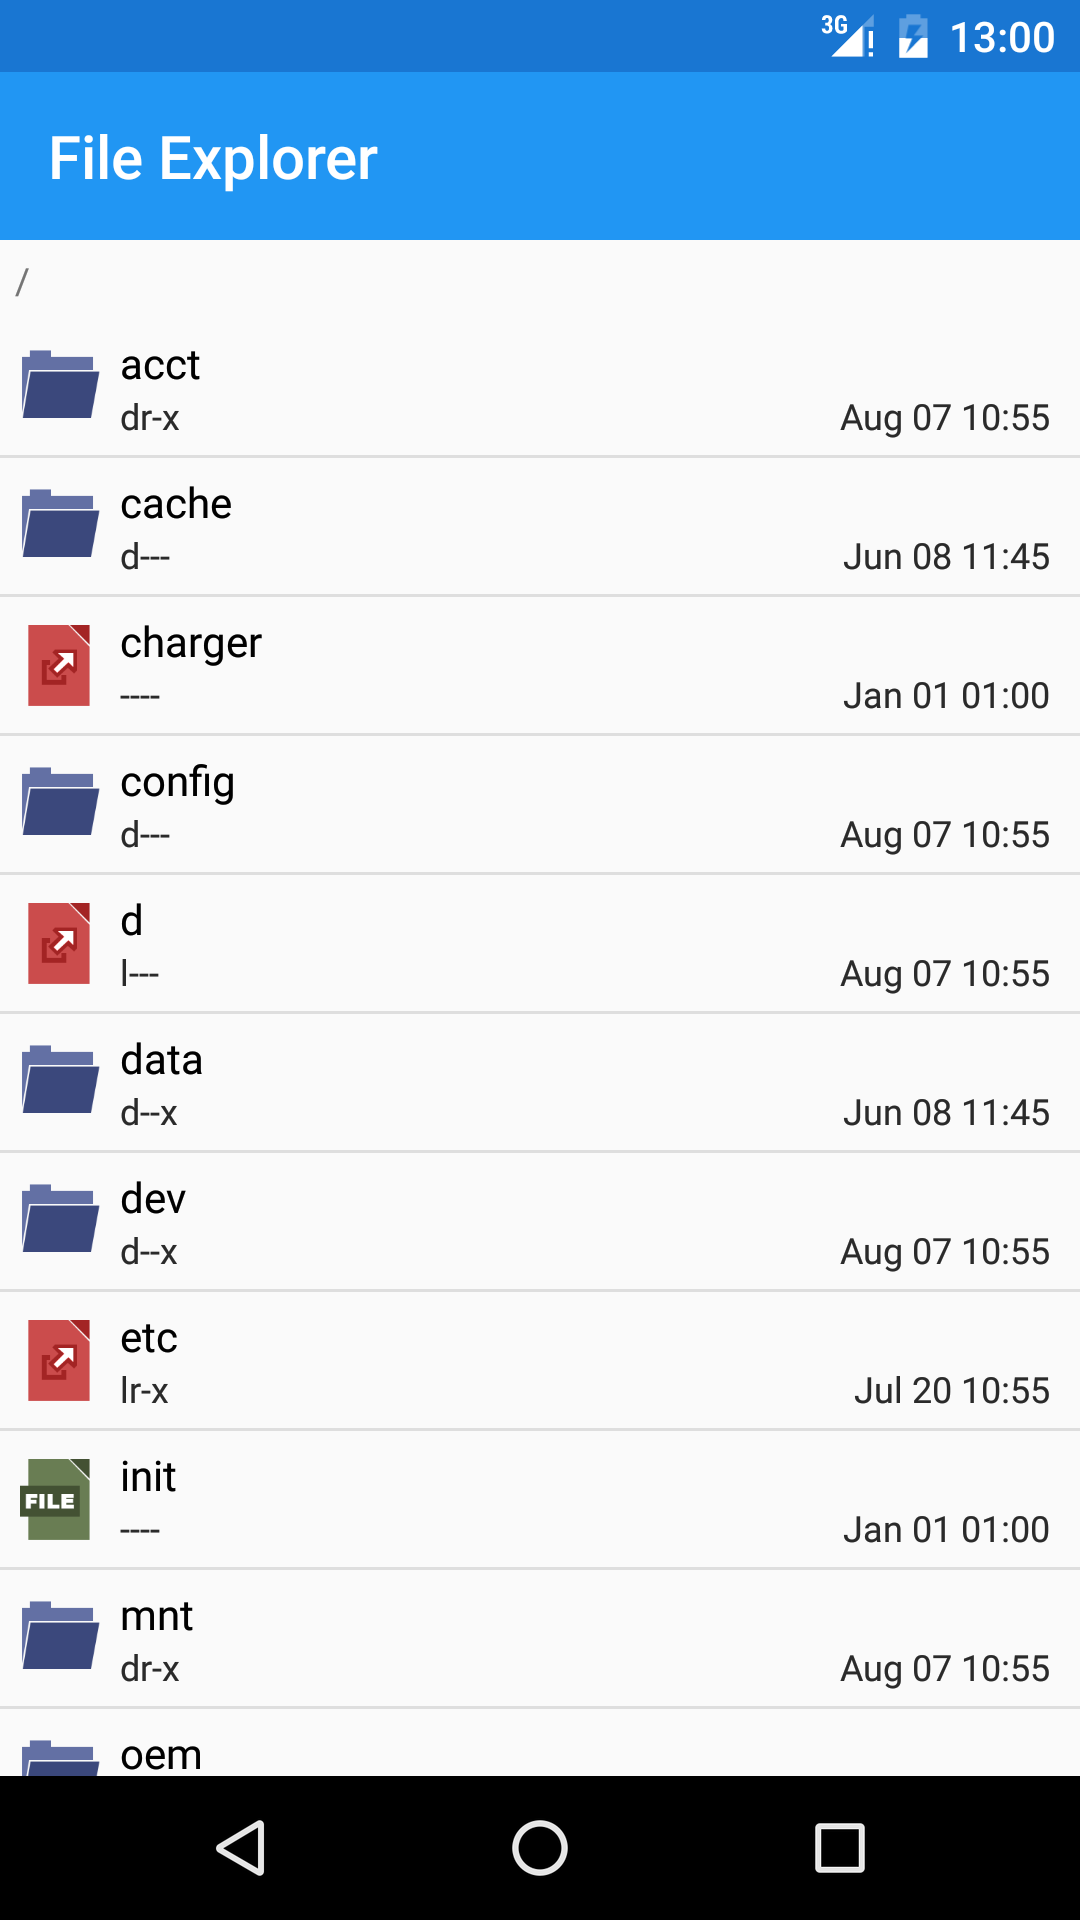 3G 13:00
File Explorer
/
acct
dr-x Aug 07 10:55
cache
d--- Jun 08 11:45
charger
---- Jan 01 01:00
config
d--- Aug 07 10:55
d
l--- Aug 07 10:55
data
d--x Jun 08 11:45
dev
d--x Aug 07 10:55
etc
lr-x Jul 20 10:55
init
FILE
---- Jan 01 01:00
mnt
dr-x Aug 07 10:55
oem